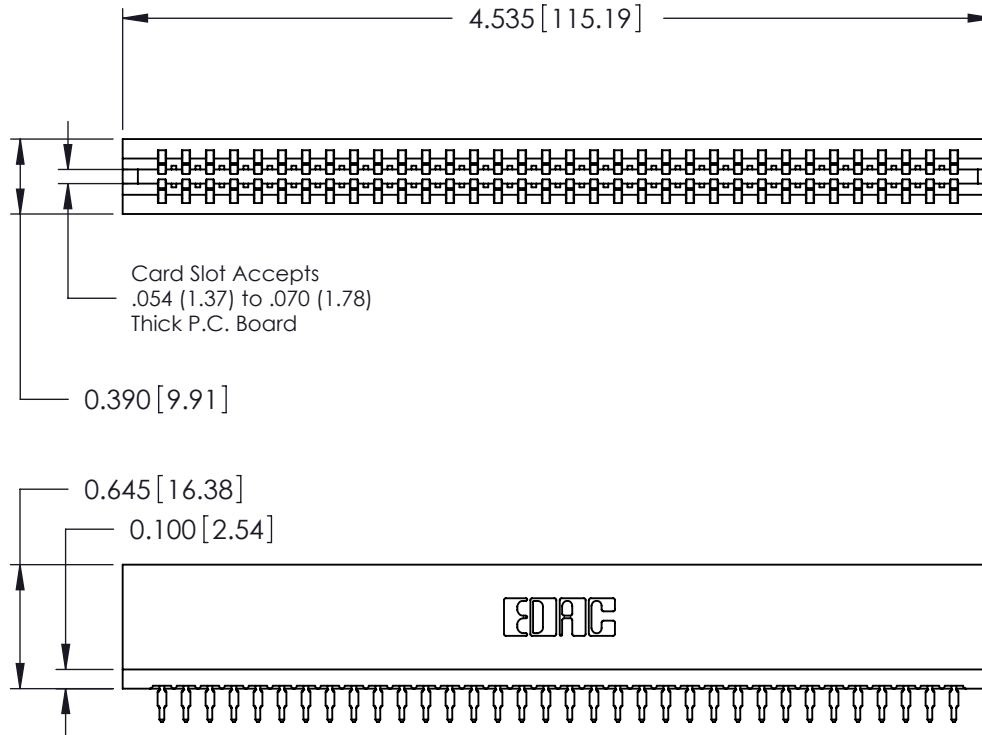 4.535 [115.19]
Card Slot Accepts
.054 (1.37) to .070 (1.78)
Thick P.C. Board
0.390 [9.91]
0.645 [16.38]
0.100 [2.54]
EDAC